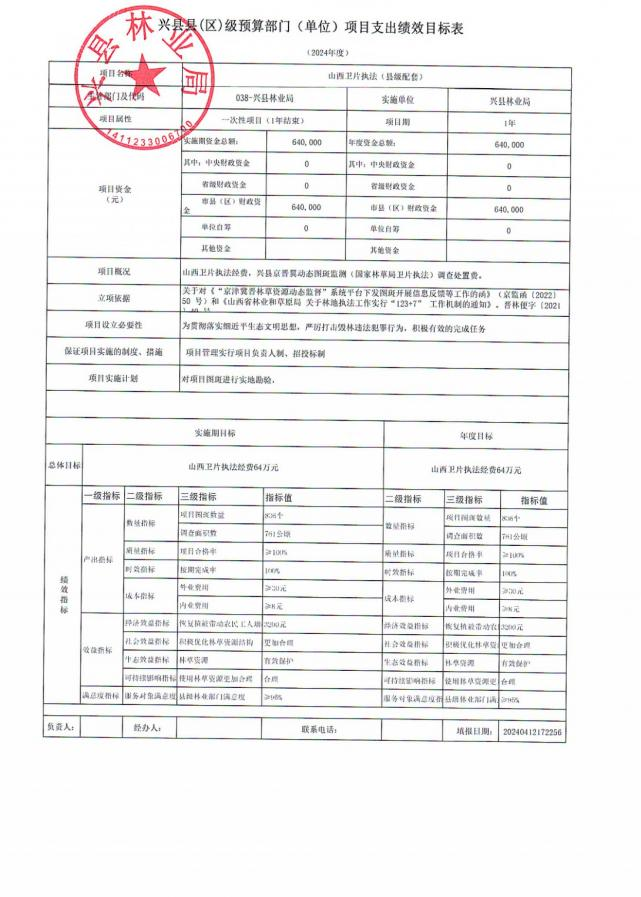 兴县县(区)级预算部门（单位）项目支出绩效目标表
（2024年度）
兴县林业局
1411233006700
项目名称 山西卫片执法（县级配套）
部门及代码 038-兴县林业局 实施单位 兴县林业局
项目属性 一次性项目（1年结束） 项目期 1年
项目资金（元） 实施期资金总额： 640,000 年度资金总额： 640,000
其中：中央财政资金 0 其中：中央财政资金 0
省级财政资金 0 省级财政资金 0
市县（区）财政资金 640,000 市县（区）财政资金 640,000
单位自筹 0 单位自筹 0
其他资金 其他资金
项目概况 山西卫片执法经费，兴县京晋冀动态图斑监测（国家林草局卫片执法）调查处置费。
立项依据 关于对《“京津冀晋林草资源动态监督”系统平台下发图斑开展信息反馈等工作的函》（京监函〔2022〕
50 号）和《山西省林业和草原局 关于林地执法工作实行“123+7” 工作机制的通知》。晋林便字〔2021
项目设立必要性 为贯彻落实细近平生态文明思想，严厉打击毁林违法犯罪行为，积极有效的完成任务
保证项目实施的制度、措施 项目管理实行项目负责人制、招投标制
项目实施计划 对项目图斑进行实地勘验，
实施期目标 年度目标
总体目标 山西卫片执法经费64万元 山西卫片执法经费64万元
绩效指标
一级指标 二级指标 三级指标 指标值 二级指标 三级指标 指标值
产出指标 数量指标 项目图斑数量 836个 数量指标 项目图斑数量 836个
调查面积数 761公顷 调查面积数 761公顷
质量指标 项目合格率 ≥100% 质量指标 项目合格率 ≥100%
时效指标 按期完成率 100% 时效指标 按期完成率 100%
成本指标 外业费用 ≥30元 成本指标 外业费用 ≥30元
内业费用 ≥8元 内业费用 ≥8元
效益指标 经济效益指标 恢复植被带动农民工人增 3200元 经济效益指标 恢复植被带动农 3200元
社会效益指标 积极优化林草资源结构 更加合理 社会效益指标 积极优化林草资 更加合理
生态效益指标 林草资源 有效保护 生态效益指标 林草资源 有效保护
可持续影响指标 使用林草资源更加合理 合理 可持续影响指标 使用林草资源更 合理
满意度指标 服务对象满意度 县级林业部门满意度 ≥95% 服务对象满意度指 县级林业部门满 ≥95%
负责人： 经办人： 联系电话： 填报日期： 20240412172256